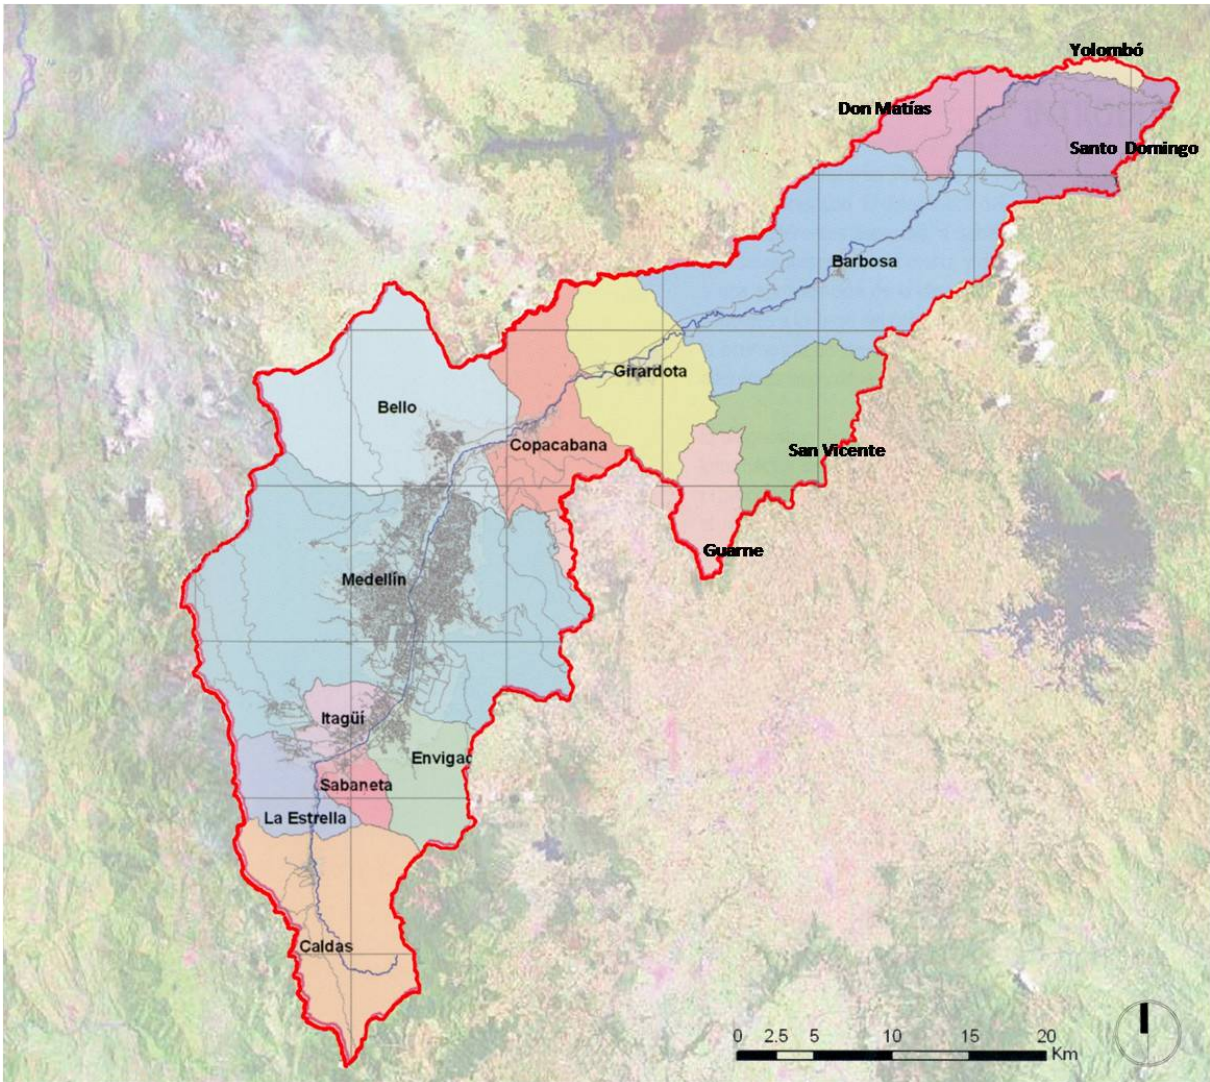 Yolombó
Don Matías
Santo Domingo
Barbosa
Girardota
Bello
Copacabana
San Vicente
Guarne
Medellín
Itagüí
Envigad
Sabaneta
La Estrella
Caldas
0 2.5 5 10 15 20
Km